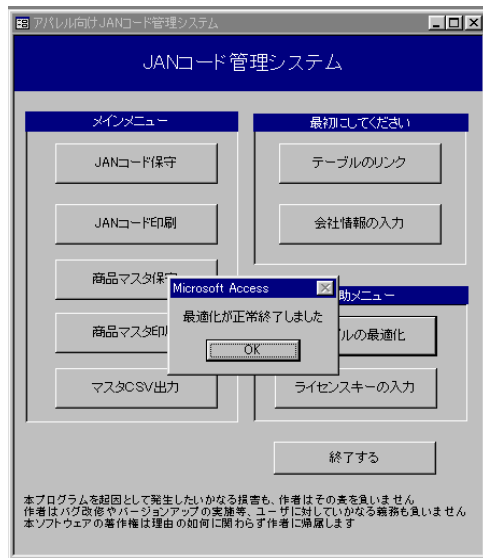 アパレル向けJANコード管理システム
JANコード管理システム
メインメニュー
JANコード保守
JANコード印刷
商品マスタ保守
商品マスタ印
マスタCSV出力
最初にしてください
テーブルのリンク
会社情報の入力
Microsoft Access
最適化が正常終了しました
OK
助メニュー
ルの最適化
ライセンスキーの入力
終了する
本プログラムを起因として発生したいかなる損害も、作者はその責を負いません
作者はバグ改修やバージョンアップの実施等、ユーザに対していかなる義務も負いません
本ソフトウェアの著作権は理由の如何に関わらず作者に帰属します